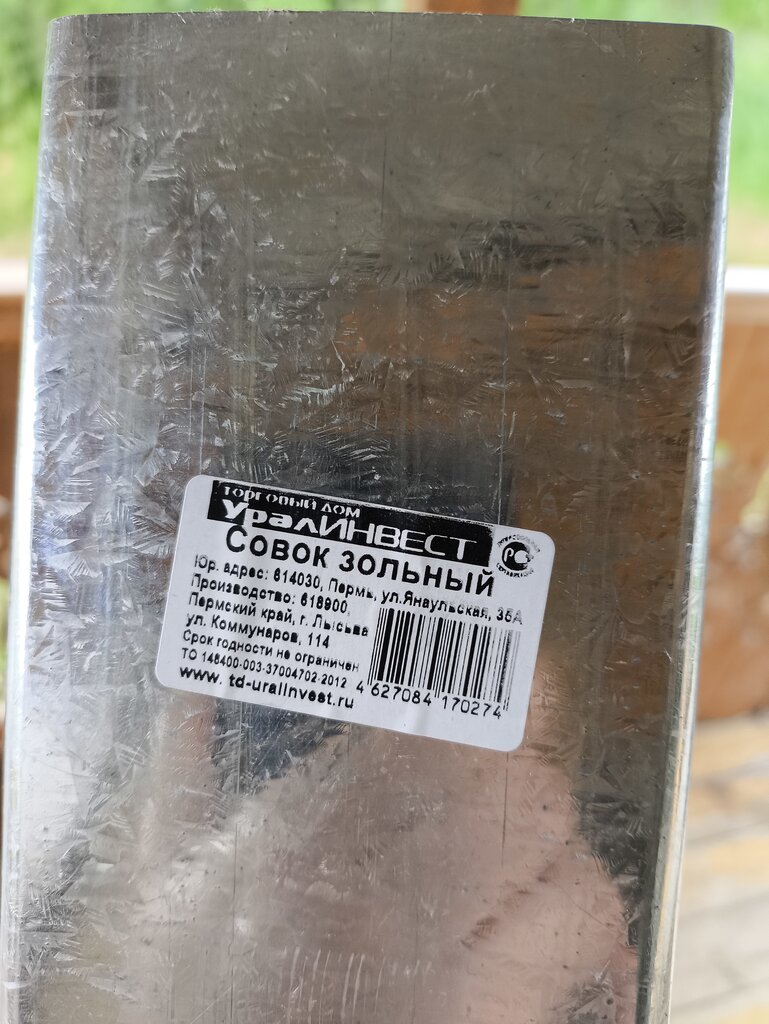 ТОРГОВЫЙ ДОМ
УралИНВЕСТ
Совок зольный
Юр. адрес: 614030, Пермь, ул.Янаульская, 35А
Производство: 618900,
Пермский край, г. Лысьва
ул. Коммунаров, 114
Срок годности не ограничен
ТО 148400-003-37004702-2012
www. td-uralinvest.ru
4 627084 170274